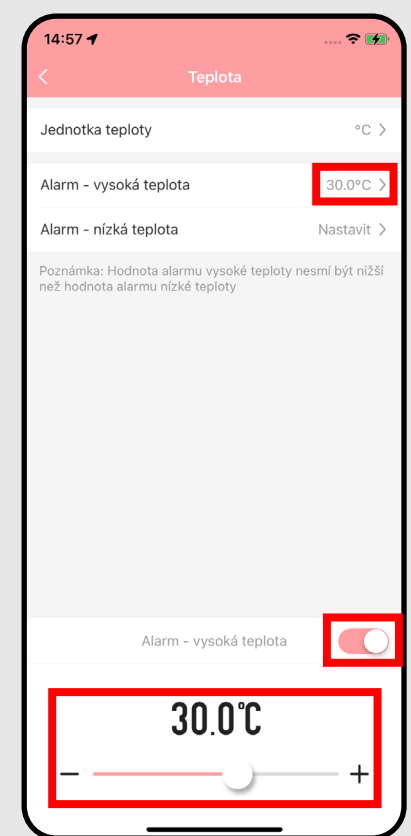 14:57
Teplota
Jednotka teploty °C
Alarm - vysoká teplota 30.0°C
Alarm - nízká teplota Nastavit
Poznámka: Hodnota alarmu vysoké teploty nesmí být nižší
než hodnota alarmu nízké teploty
Alarm - vysoká teplota
30.0°C
− +